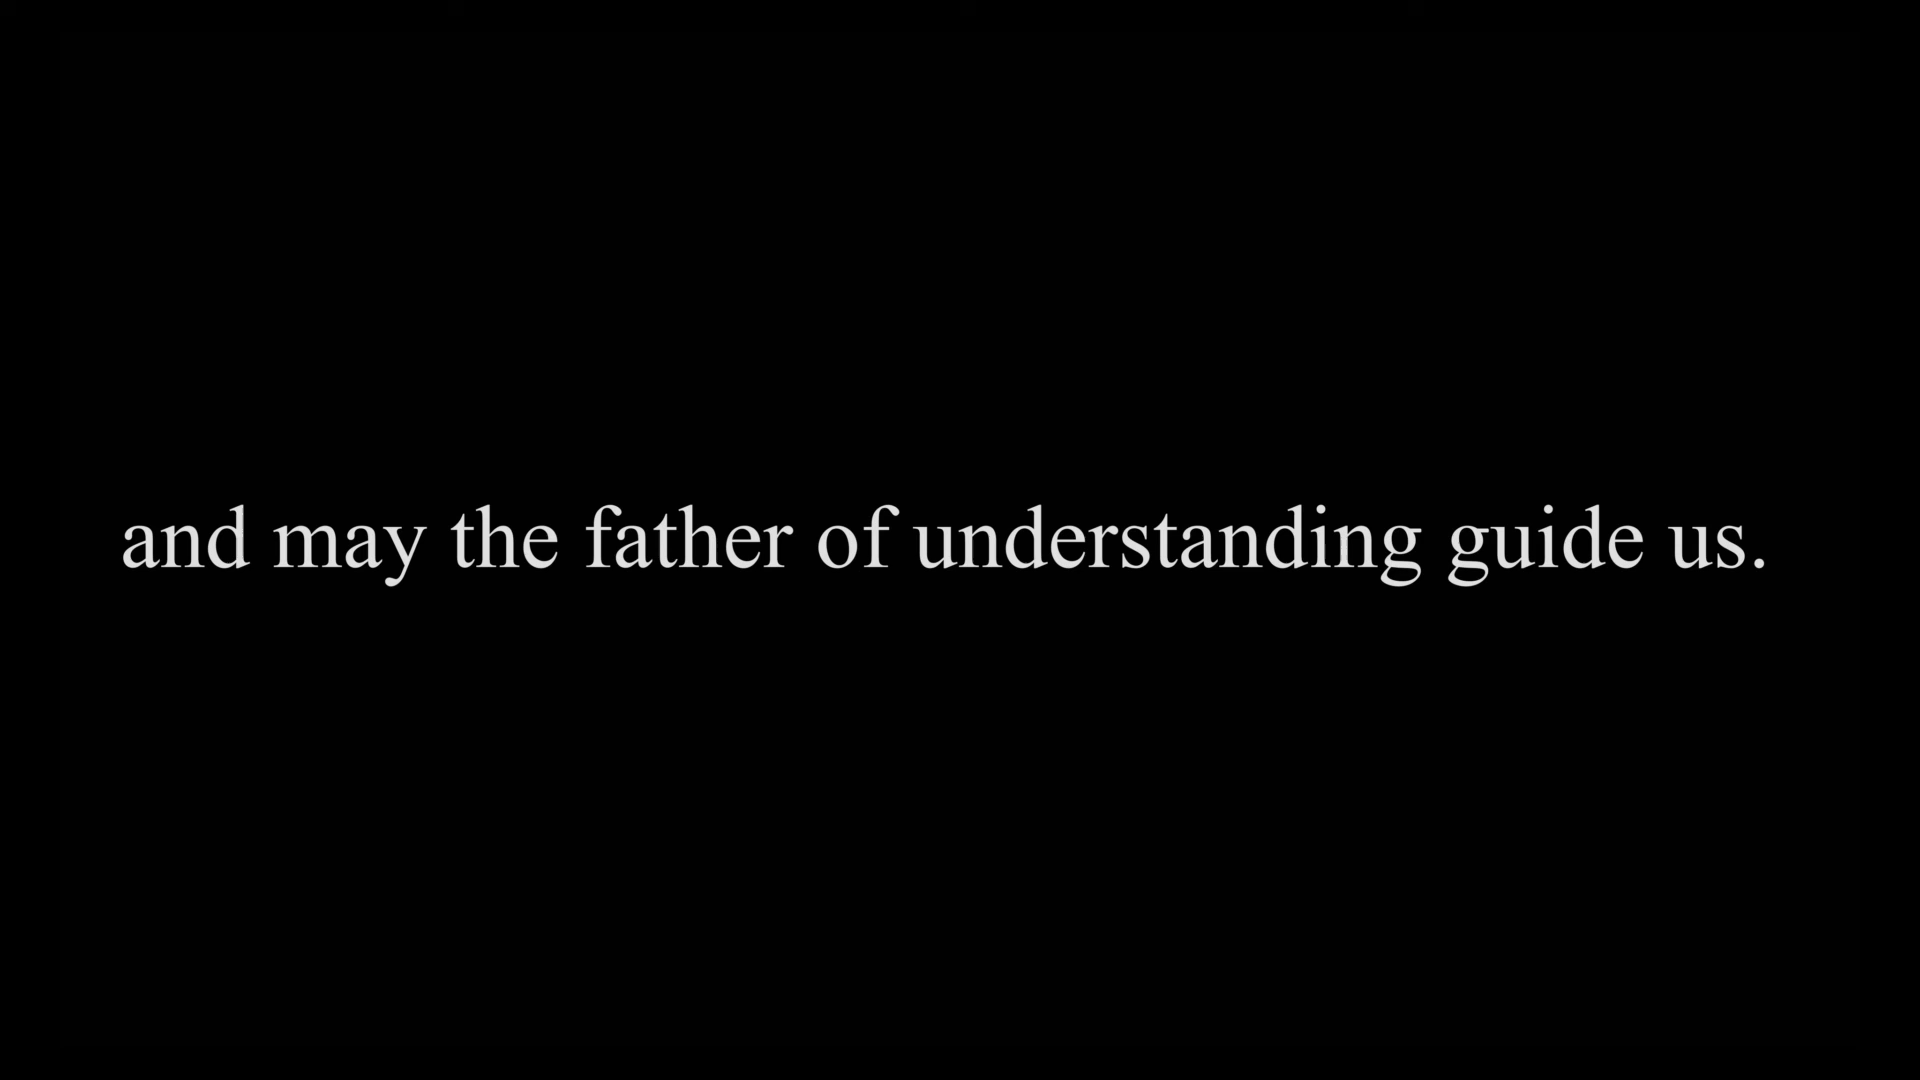 and may the father of understanding guide us.